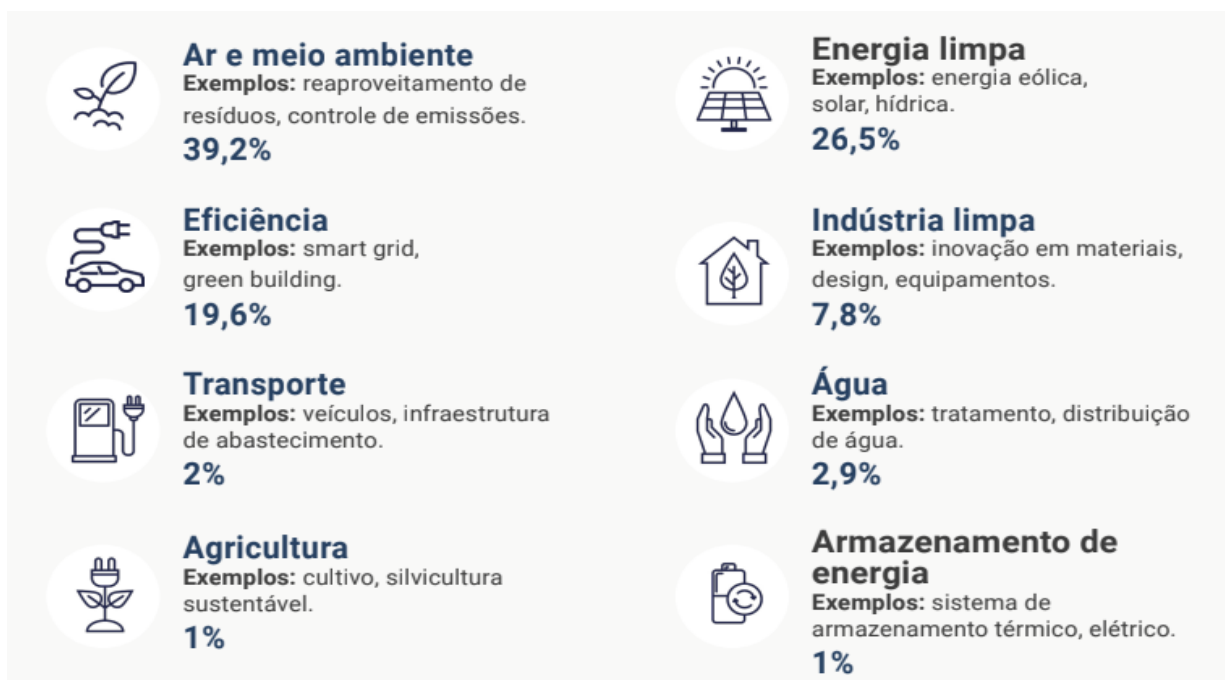 Ar e meio ambiente
Exemplos: reaproveitamento de
resíduos, controle de emissões.
39,2%
Energia limpa
Exemplos: energia eólica,
solar, hídrica.
26,5%
Eficiência
Exemplos: smart grid,
green building.
19,6%
Indústria limpa
Exemplos: inovação em materiais,
design, equipamentos.
7,8%
Transporte
Exemplos: veículos, infraestrutura
de abastecimento.
2%
Água
Exemplos: tratamento, distribuição
de água.
2,9%
Agricultura
Exemplos: cultivo, silvicultura
sustentável.
1%
Armazenamento de
energia
Exemplos: sistema de
armazenamento térmico, elétrico.
1%